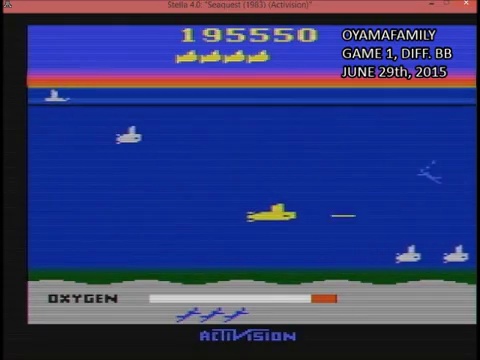 Stella 4.0: "Seaquest (1983) (Activision)"
195550
OYAMAFAMILY
GAME 1, DIFF. BB
JUNE 29th, 2015
OXYGEN
ACTIVISION